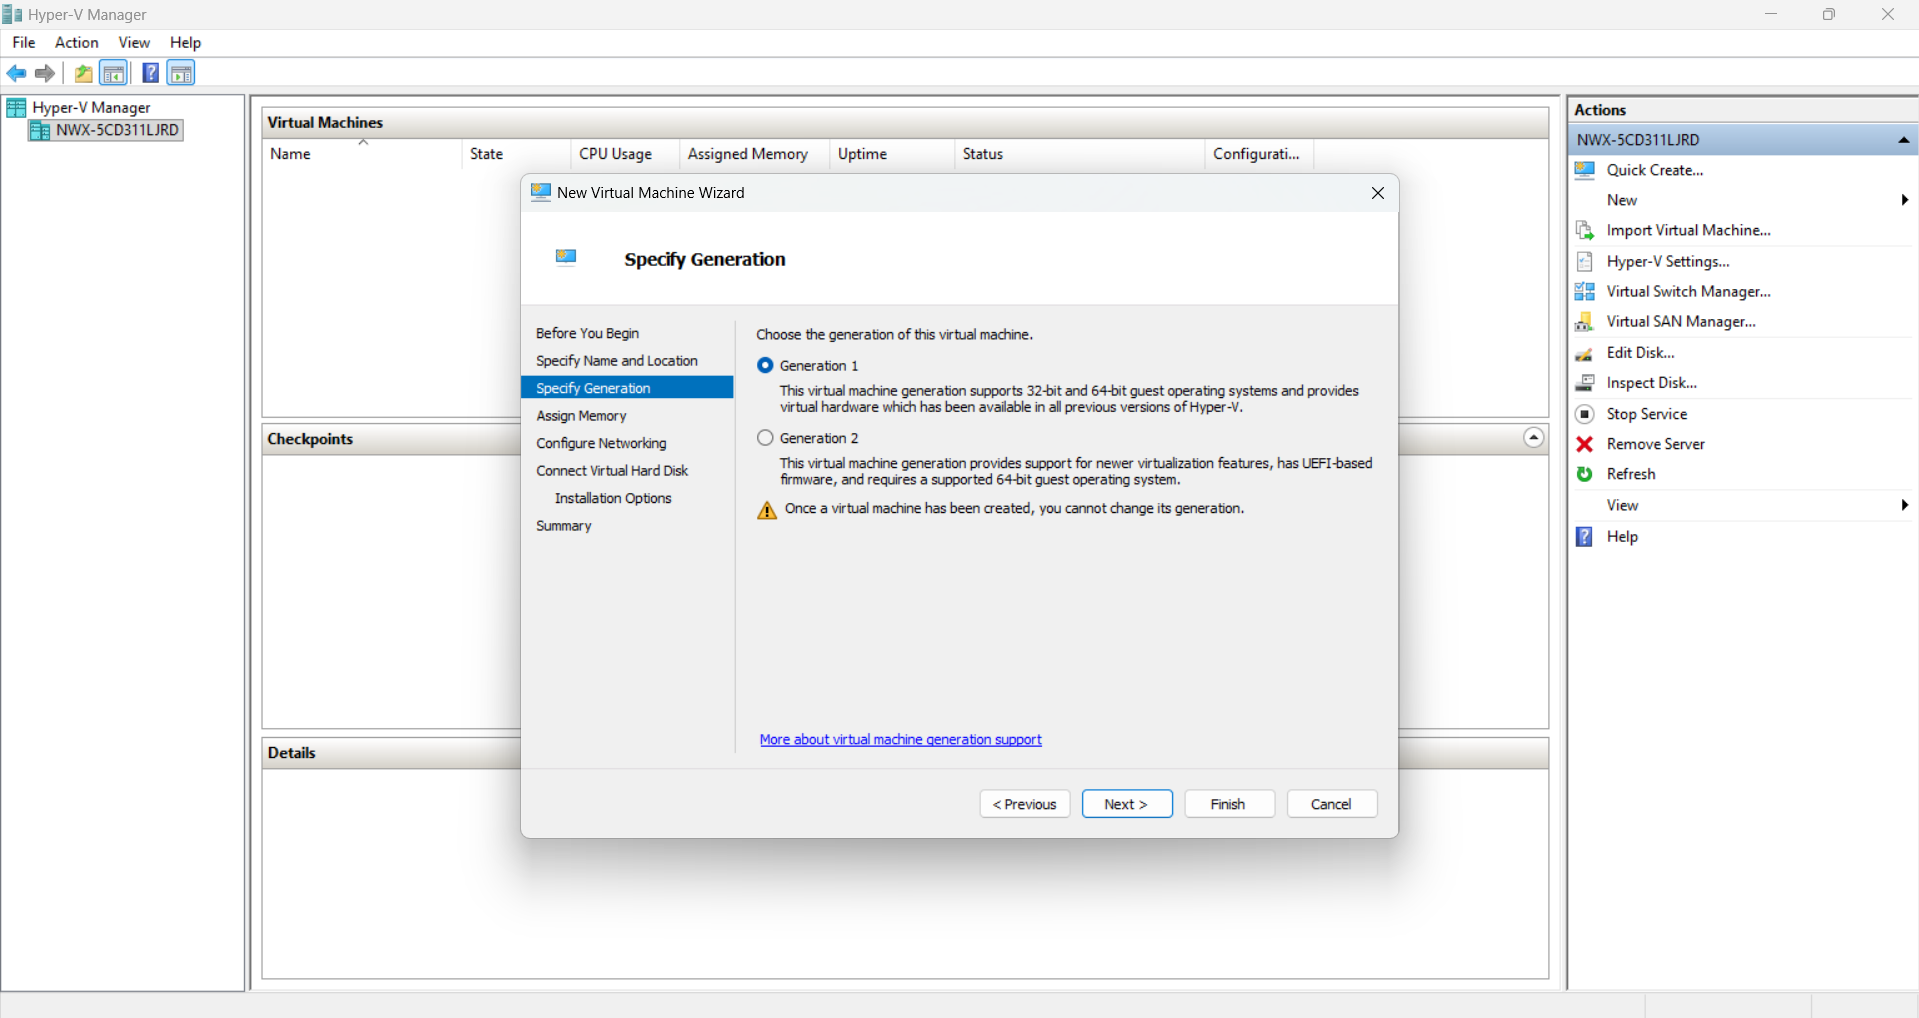 Hyper-V Manager
File Action View Help
Hyper-V Manager
NWX-5CD311LJRD
Virtual Machines
Name State CPU Usage Assigned Memory Uptime Status Configurati...
Checkpoints
Details
New Virtual Machine Wizard
Specify Generation
Before You Begin
Specify Name and Location
Specify Generation
Assign Memory
Configure Networking
Connect Virtual Hard Disk
Installation Options
Summary
Choose the generation of this virtual machine.
Generation 1
This virtual machine generation supports 32-bit and 64-bit guest operating systems and provides
virtual hardware which has been available in all previous versions of Hyper-V.
Generation 2
This virtual machine generation provides support for newer virtualization features, has UEFI-based
firmware, and requires a supported 64-bit guest operating system.
Once a virtual machine has been created, you cannot change its generation.
More about virtual machine generation support
< Previous Next > Finish Cancel
Actions
NWX-5CD311LJRD
Quick Create...
New
Import Virtual Machine...
Hyper-V Settings...
Virtual Switch Manager...
Virtual SAN Manager...
Edit Disk...
Inspect Disk...
Stop Service
Remove Server
Refresh
View
Help